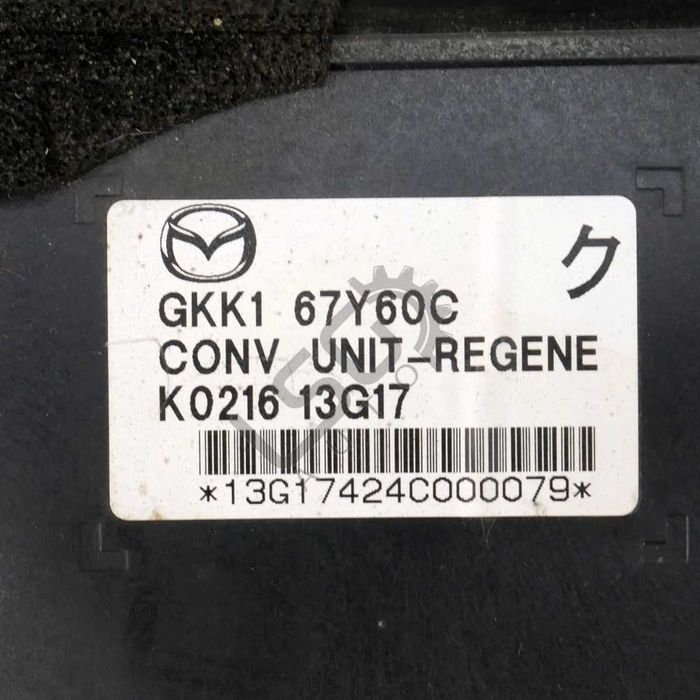 ク
GKK1 67Y60C
CONV UNIT-REGENE
K0216 13G17
*13G17424C000079*